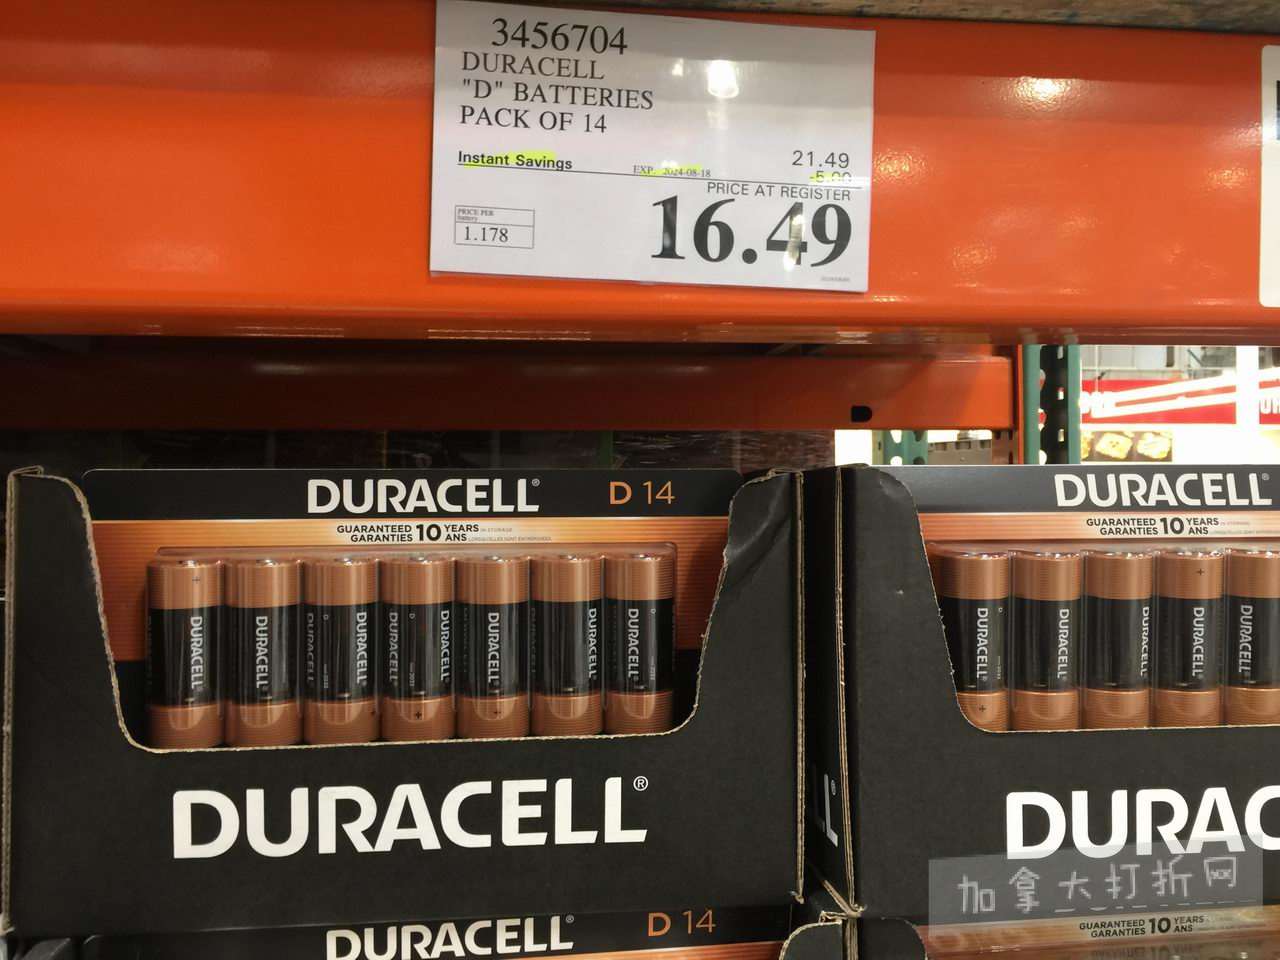 3456704
DURACELL
"D" BATTERIES
PACK OF 14
Instant Savings
21.49
EXP. 2024-08-18
-5.00
PRICE AT REGISTER
PRICE PER
battery
1.178
16.49
DURACELL® D 14
GUARANTEED 10 YEARS IN STORAGE
GARANTIES 10 ANS
DURACELL®
GUARANTEED 10 YEARS
GARANTIES 10 ANS
DURACELL
DURACELL
DURACELL
DURACELL
DURACELL
DURACELL
DURACELL
DURACELL
DURACELL
DURACELL
DURACELL
DURACELL
DURACELL®
DURAC
加拿大打折网
DURACELL® D 14
GUARANTEED 10 YEARS
GARANTIES 10 ANS